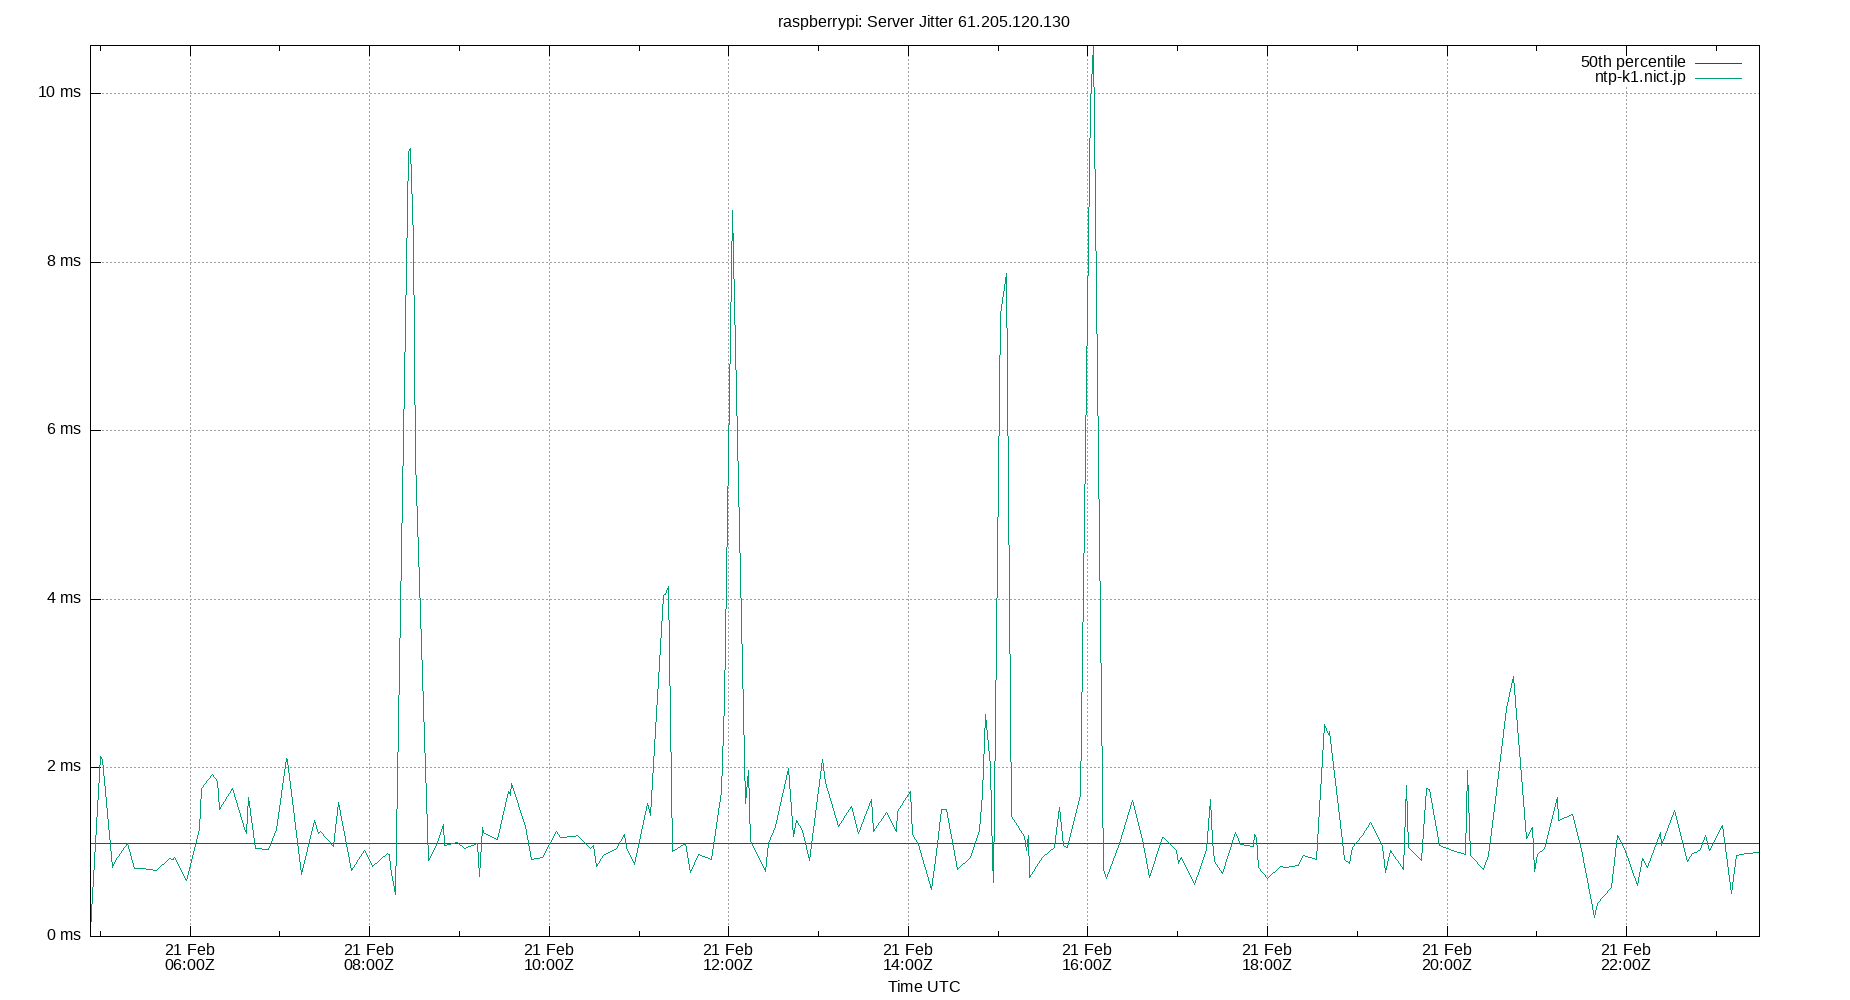 raspberrypi: Server Jitter 61.205.120.130
50th percentile
ntp-k1.nict.jp
10 ms
8 ms
6 ms
4 ms
2 ms
0 ms
21 Feb 21 Feb 21 Feb 21 Feb 21 Feb 21 Feb 21 Feb 21 Feb 21 Feb
06:00Z 08:00Z 10:00Z 12:00Z 14:00Z 16:00Z 18:00Z 20:00Z 22:00Z
Time UTC